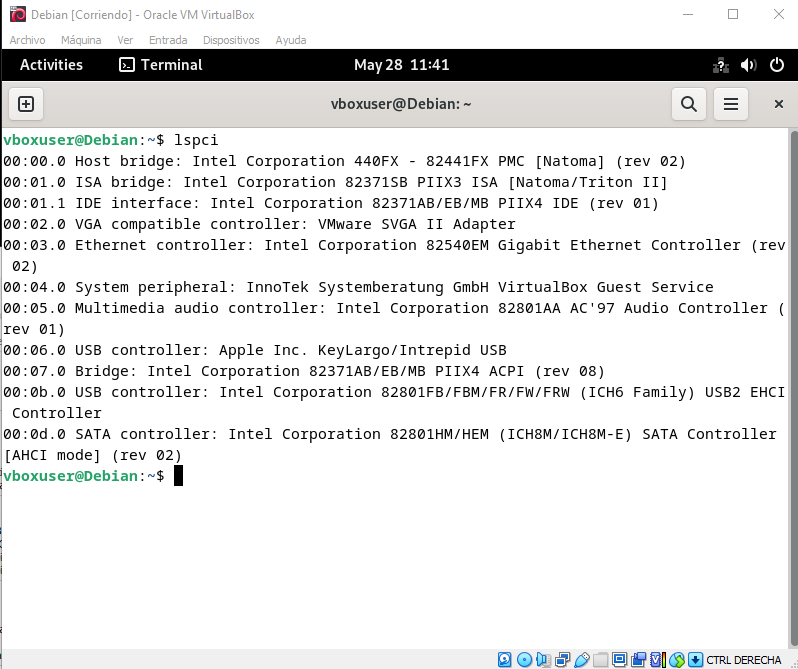 Debian [Corriendo] - Oracle VM VirtualBox
Archivo Máquina Ver Entrada Dispositivos Ayuda
Activities Terminal May 28 11:41
vboxuser@Debian: ~
vboxuser@Debian:~$ lspci
00:00.0 Host bridge: Intel Corporation 440FX - 82441FX PMC [Natoma] (rev 02)
00:01.0 ISA bridge: Intel Corporation 82371SB PIIX3 ISA [Natoma/Triton II]
00:01.1 IDE interface: Intel Corporation 82371AB/EB/MB PIIX4 IDE (rev 01)
00:02.0 VGA compatible controller: VMware SVGA II Adapter
00:03.0 Ethernet controller: Intel Corporation 82540EM Gigabit Ethernet Controller (rev
 02)
00:04.0 System peripheral: InnoTek Systemberatung GmbH VirtualBox Guest Service
00:05.0 Multimedia audio controller: Intel Corporation 82801AA AC'97 Audio Controller (
rev 01)
00:06.0 USB controller: Apple Inc. KeyLargo/Intrepid USB
00:07.0 Bridge: Intel Corporation 82371AB/EB/MB PIIX4 ACPI (rev 08)
00:0b.0 USB controller: Intel Corporation 82801FB/FBM/FR/FW/FRW (ICH6 Family) USB2 EHCI
 Controller
00:0d.0 SATA controller: Intel Corporation 82801HM/HEM (ICH8M/ICH8M-E) SATA Controller
[AHCI mode] (rev 02)
vboxuser@Debian:~$
CTRL DERECHA